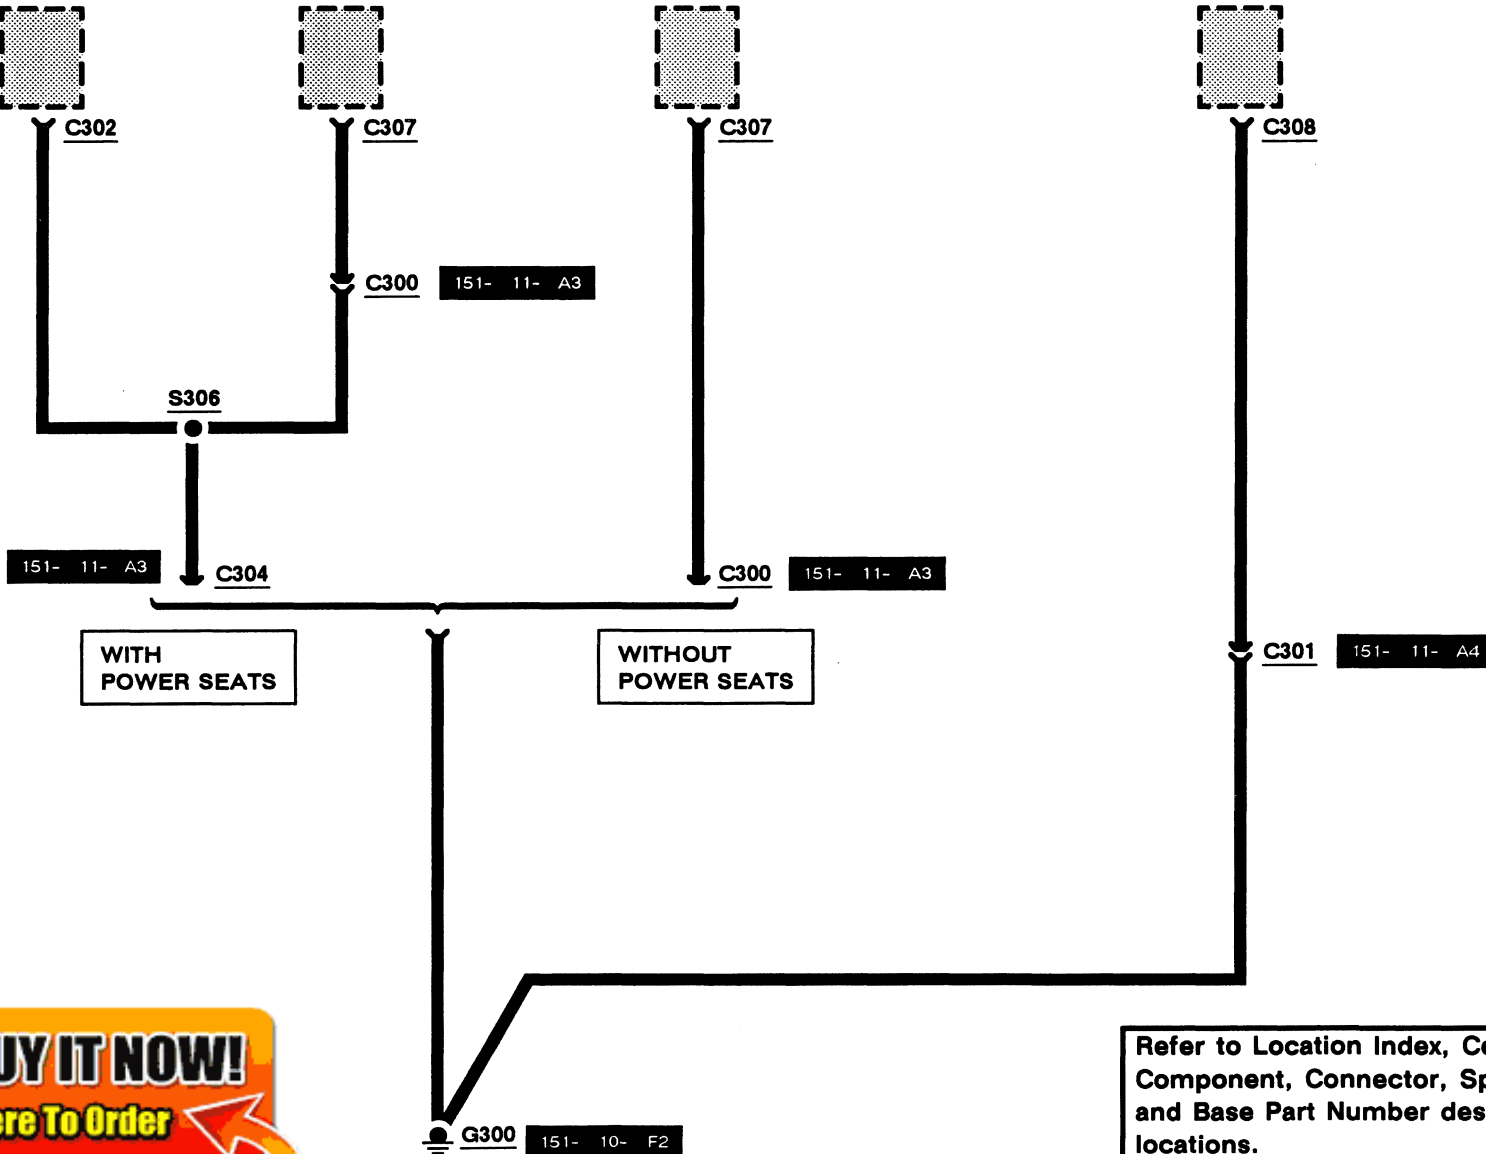 C302
C307
C307
C308
C300 151- 11- A3
S306
151- 11- A3 C304
C300 151- 11- A3
WITH
POWER SEATS
WITHOUT
POWER SEATS
C301 151- 11- A4
UY IT NOW!
ere To Order
Refer to Location Index,
Component, Connector,
and Base Part Number
locations.
G300 151- 10- F2